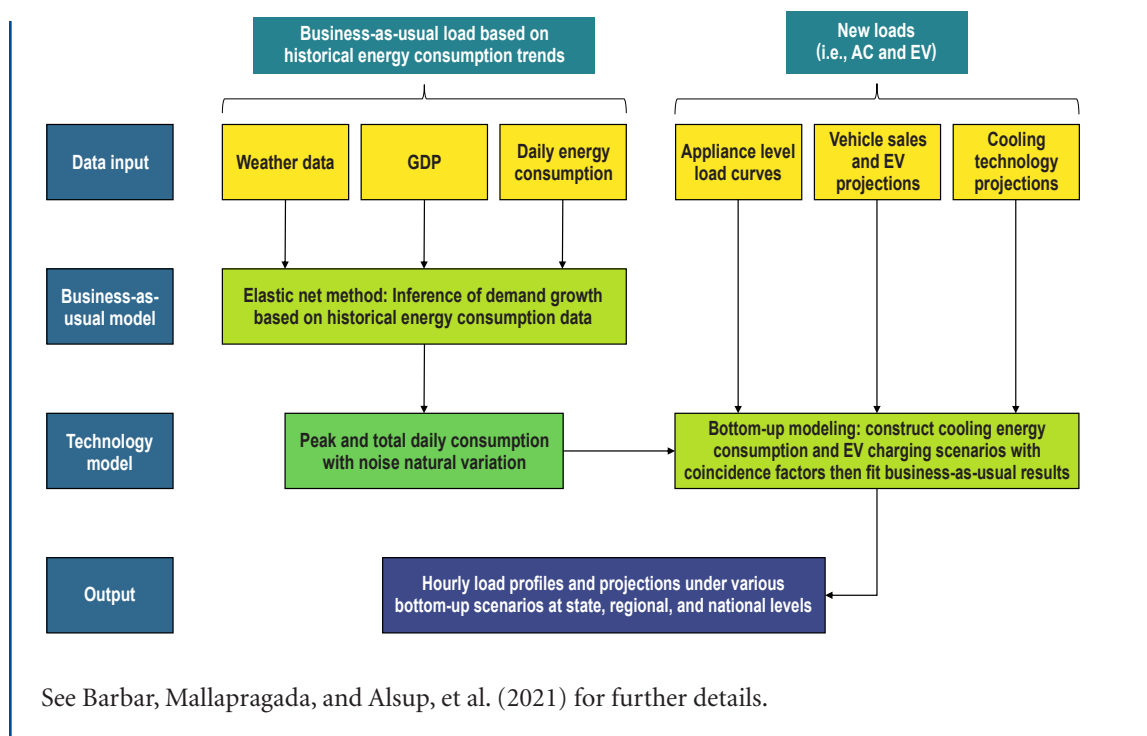 Business-as-usual load based on
historical energy consumption trends
New loads
(i.e., AC and EV)
Data input
Weather data
GDP
Daily energy
consumption
Appliance level
load curves
Vehicle sales
and EV
projections
Cooling
technology
projections
Business-as-
usual model
Elastic net method: Inference of demand growth
based on historical energy consumption data
Technology
model
Peak and total daily consumption
with noise natural variation
Bottom-up modeling: construct cooling energy
consumption and EV charging scenarios with
coincidence factors then fit business-as-usual results
Output
Hourly load profiles and projections under various
bottom-up scenarios at state, regional, and national levels
See Barbar, Mallapragada, and Alsup, et al. (2021) for further details.